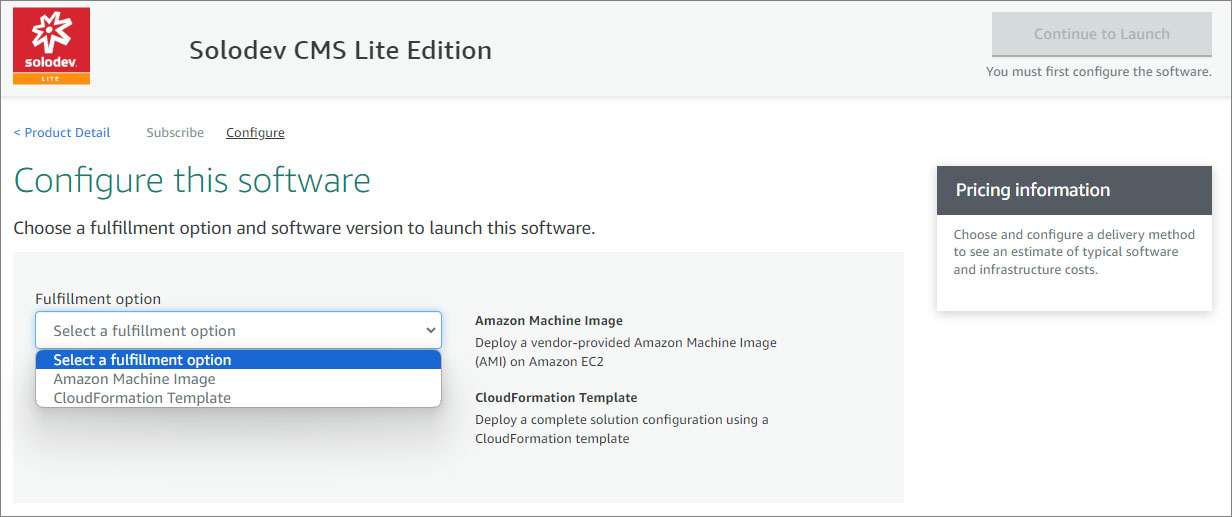 solodev
LITE
Solodev CMS Lite Edition
Continue to Launch
You must first configure the software.
< Product Detail
Subscribe
Configure
Configure this software
Choose a fulfillment option and software version to launch this software.
Fulfillment option
Select a fulfillment option
Select a fulfillment option
Amazon Machine Image
CloudFormation Template
Amazon Machine Image
Deploy a vendor-provided Amazon Machine Image
(AMI) on Amazon EC2
CloudFormation Template
Deploy a complete solution configuration using a
CloudFormation template
Pricing information
Choose and configure a delivery method
to see an estimate of typical software
and infrastructure costs.